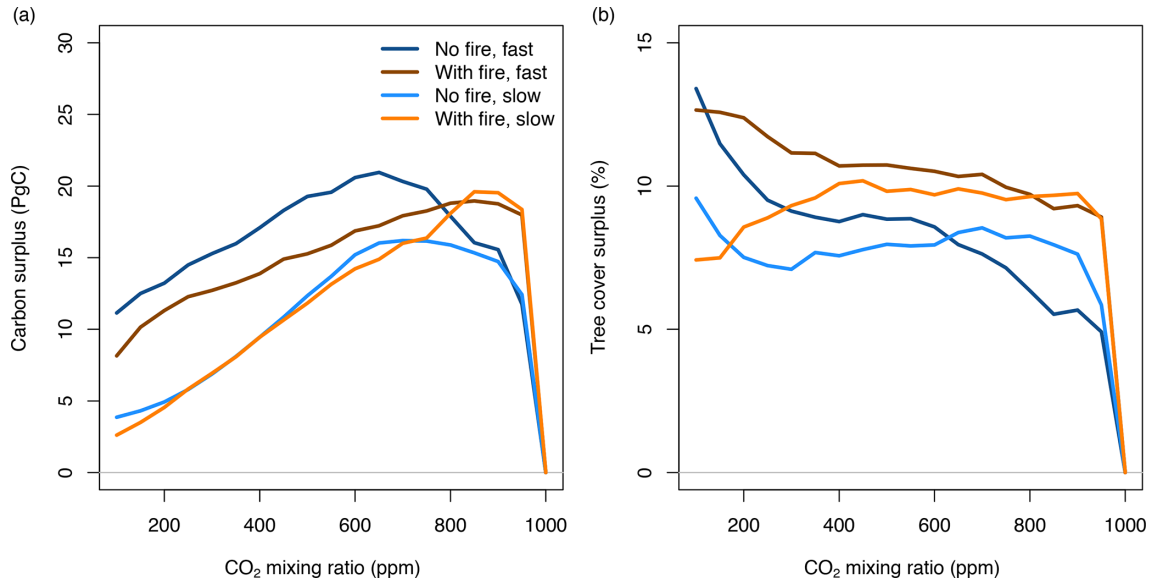 (a)
Carbon surplus (PgC)
30
25
20
15
10
5
0
No fire, fast
With fire, fast
No fire, slow
With fire, slow
200 400 600 800 1000
CO₂ mixing ratio (ppm)
(b)
Tree cover surplus (%)
15
10
5
0
200 400 600 800 1000
CO₂ mixing ratio (ppm)